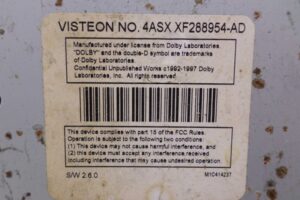 VISTEON NO. 4ASX XF268954-AD
Manufactured under license from Dolby Laboratories.
"DOLBY" and the double-D symbol are trademarks
of Dolby Laboratories.
Confidential Unpublished Works c1992-1997 Dolby
Laboratories, Inc. All rights reserved.
This device complies with part 15 of the FCC Rules.
Operation is subject to the following two conditions:
(1) This device may not cause harmful interference, and
(2) this device must accept any interference received,
including interference that may cause undesired operation
S/W 2.6.0 M10414237